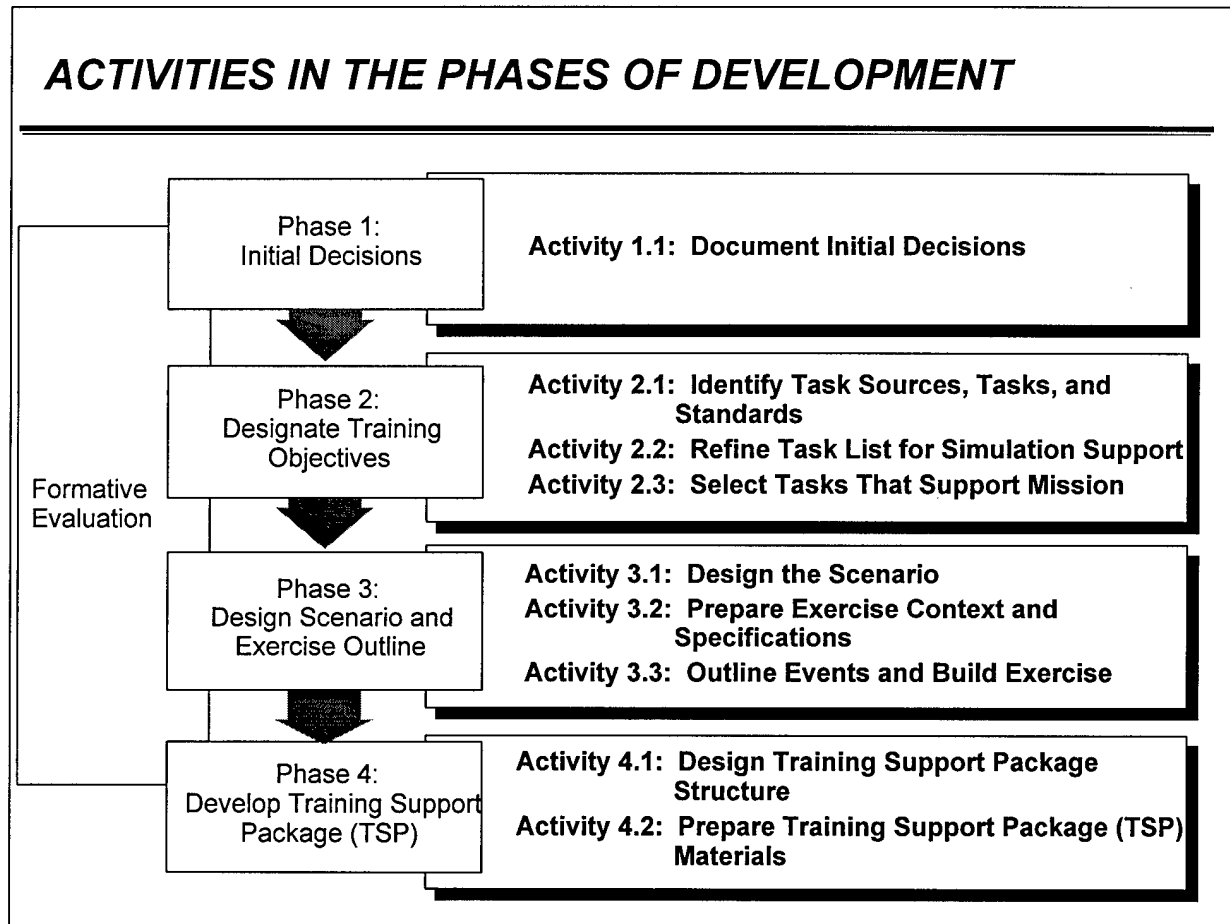 ACTIVITIES IN THE PHASES OF DEVELOPMENT
Phase 1:
Initial Decisions
Activity 1.1: Document Initial Decisions
Phase 2:
Designate Training
Objectives
Activity 2.1: Identify Task Sources, Tasks, and
Standards
Activity 2.2: Refine Task List for Simulation Support
Activity 2.3: Select Tasks That Support Mission
Formative
Evaluation
Phase 3:
Design Scenario and
Exercise Outline
Activity 3.1: Design the Scenario
Activity 3.2: Prepare Exercise Context and
Specifications
Activity 3.3: Outline Events and Build Exercise
Phase 4:
Develop Training Support
Package (TSP)
Activity 4.1: Design Training Support Package
Structure
Activity 4.2: Prepare Training Support Package (TSP)
Materials